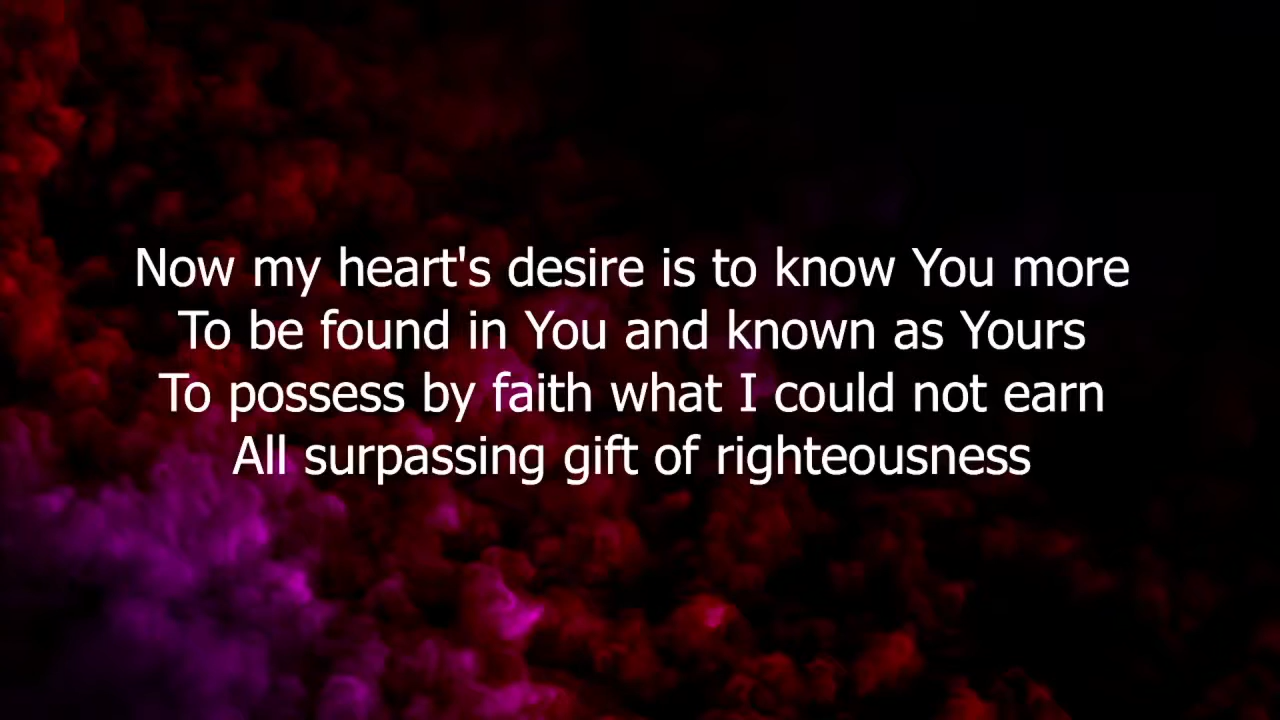 Now my heart's desire is to know You more
To be found in You and known as Yours
To possess by faith what I could not earn
All surpassing gift of righteousness